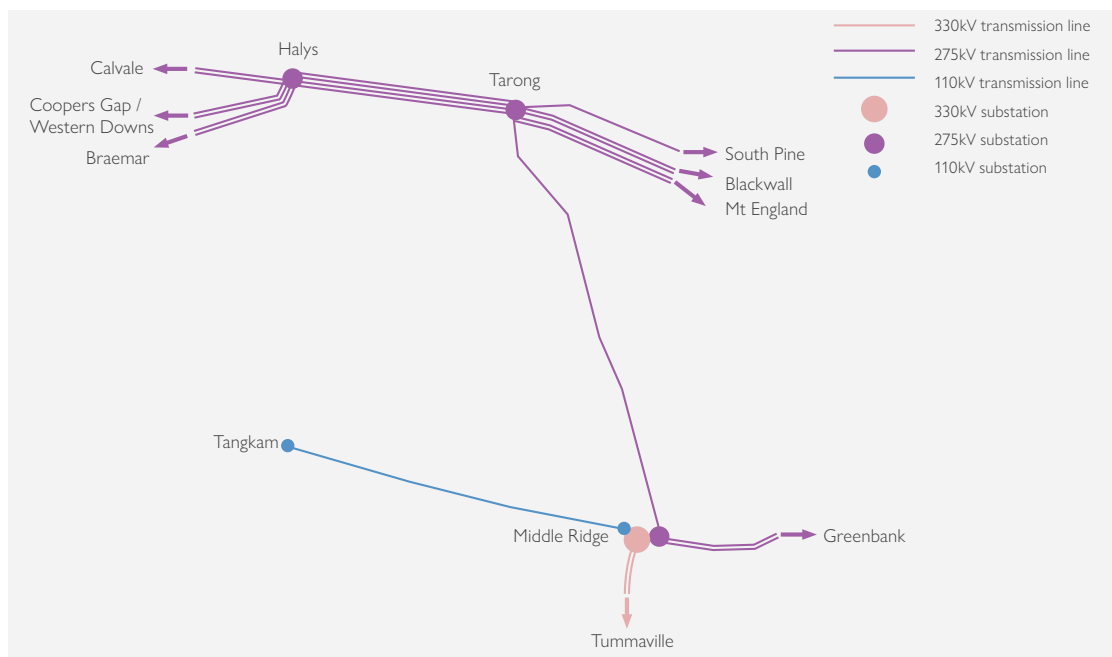 330kV transmission line
275kV transmission line
110kV transmission line
330kV substation
275kV substation
110kV substation
Halys
Calvale
Tarong
Coopers Gap /
Western Downs
Braemar
South Pine
Blackwall
Mt England
Tangkam
Middle Ridge
Greenbank
Tummaville